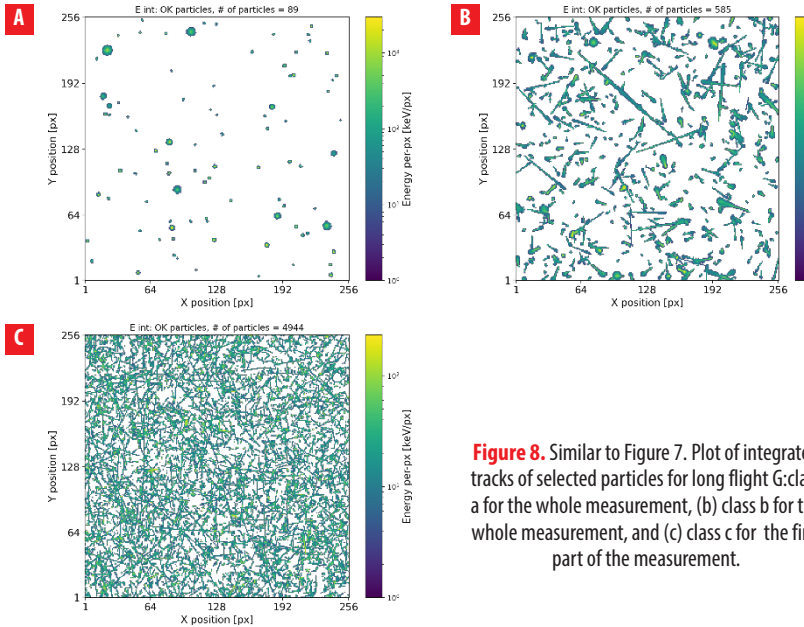 A
E int: OK particles, # of particles = 89
256
192
128
64
1
1 64 128 192 256
Y position [px]
X position [px]
10³
10²
10¹
10⁰
Energy per-px [keV/px]
B
E int: OK particles, # of particles = 585
256
192
128
64
1
1 64 128 192 256
Y position [px]
X position [px]
C
E int: OK particles, # of particles = 4944
256
192
128
64
1
1 64 128 192 256
Y position [px]
X position [px]
10²
10¹
10⁰
Energy per-px [keV/px]
Figure 8. Similar to Figure 7. Plot of integrate
tracks of selected particles for long flight G:cla
a for the whole measurement, (b) class b for t
whole measurement, and (c) class c for the fir
part of the measurement.